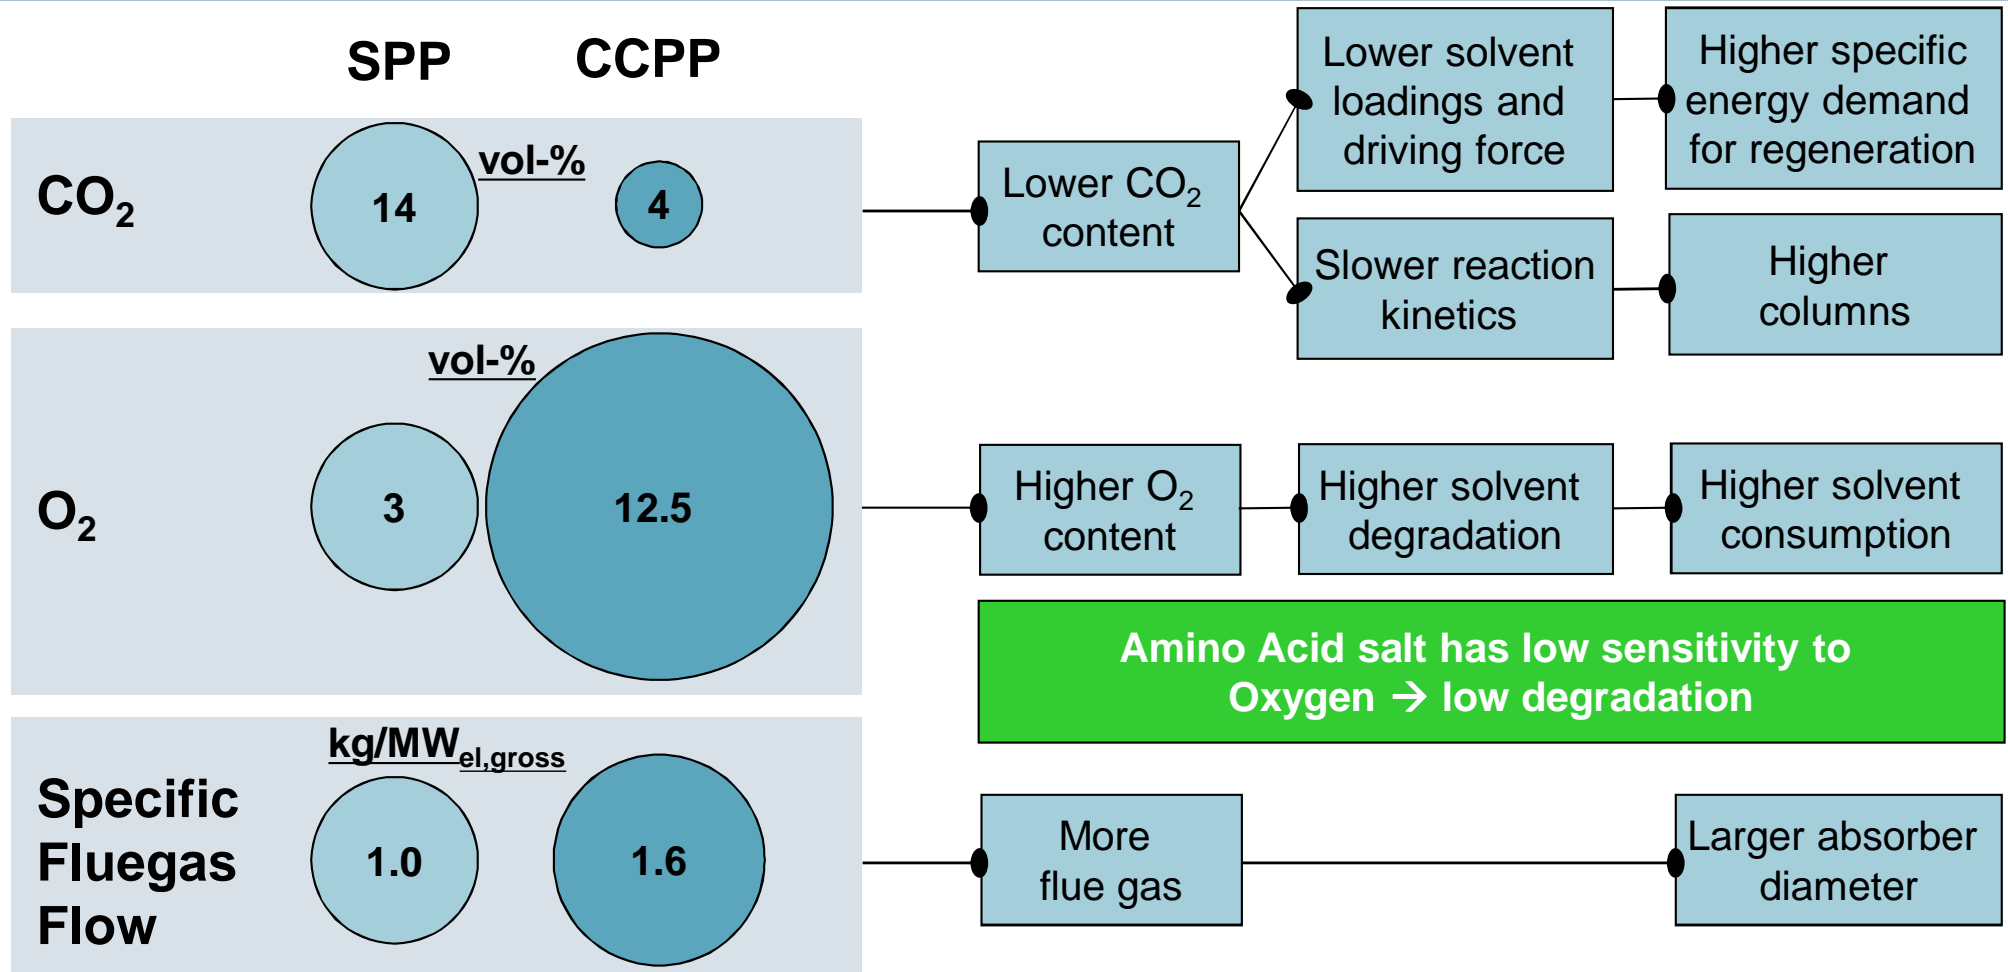 SPP
CCPP
CO2
vol-%
14
4
Lower CO2
content
Lower solvent
loadings and
driving force
Higher specific
energy demand
for regeneration
Slower reaction
kinetics
Higher
columns
O2
vol-%
3
12.5
Higher O2
content
Higher solvent
degradation
Higher solvent
consumption
Amino Acid salt has low sensitivity to
Oxygen → low degradation
Specific
Fluegas
Flow
kg/MWel,gross
1.0
1.6
More
flue gas
Larger absorber
diameter